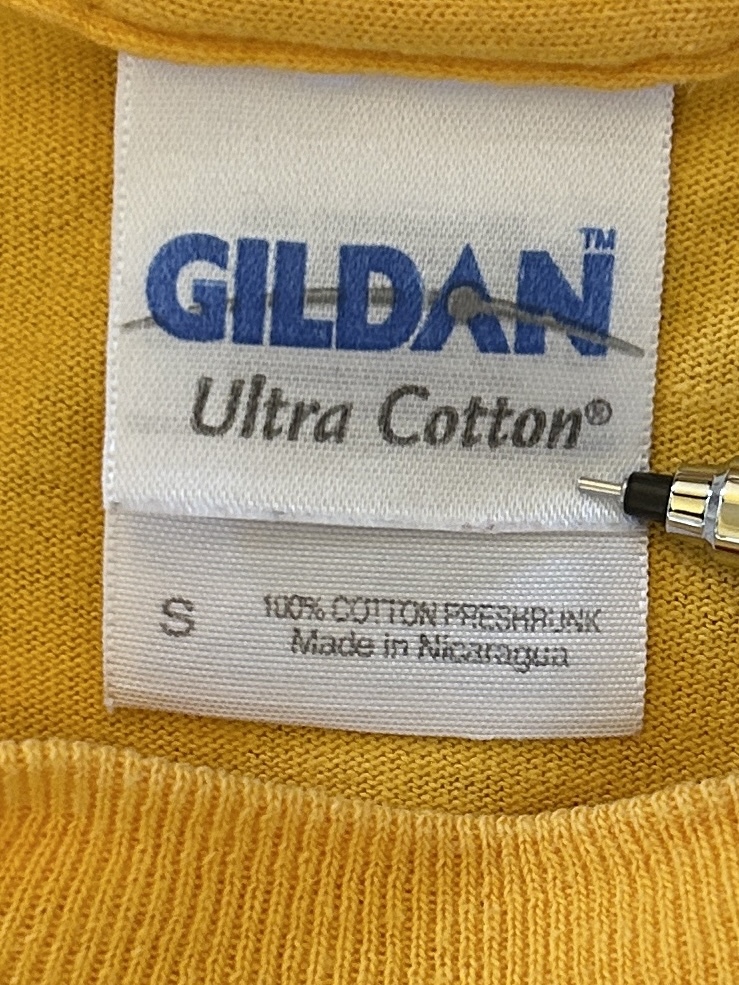 GILDAN™
Ultra Cotton®
S
100% COTTON PRESHRUNK
Made in Nicaragua